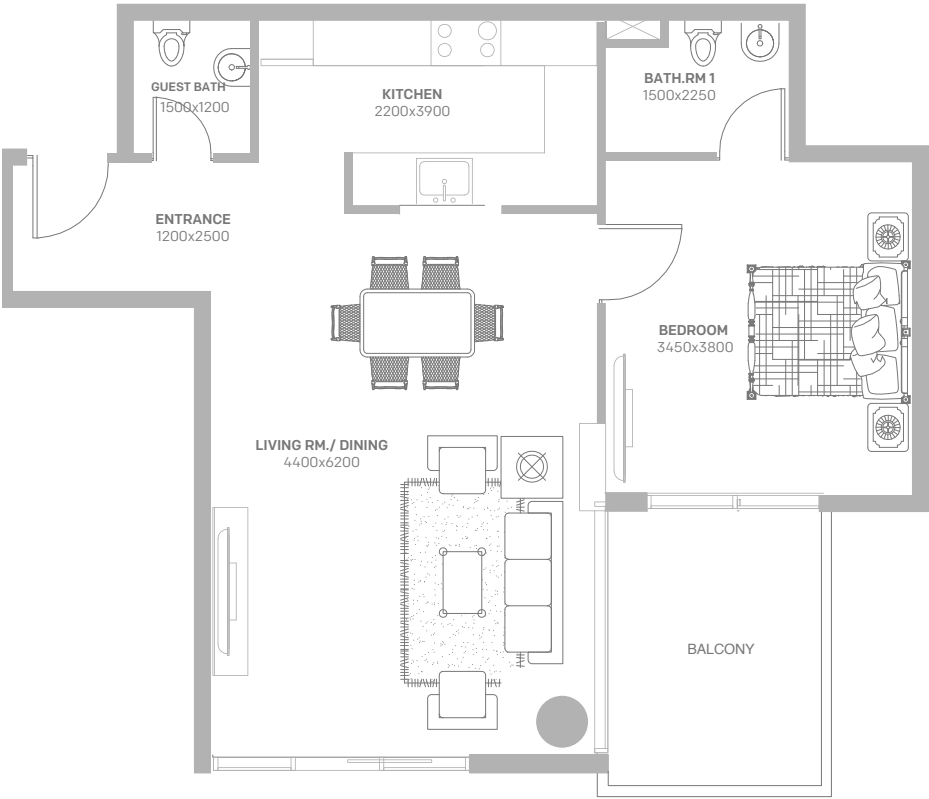 GUEST BATH
1500x1200
KITCHEN
2200x3900
BATH.RM 1
1500x2250
ENTRANCE
1200x2500
BEDROOM
3450x3800
LIVING RM./ DINING
4400x6200
BALCONY